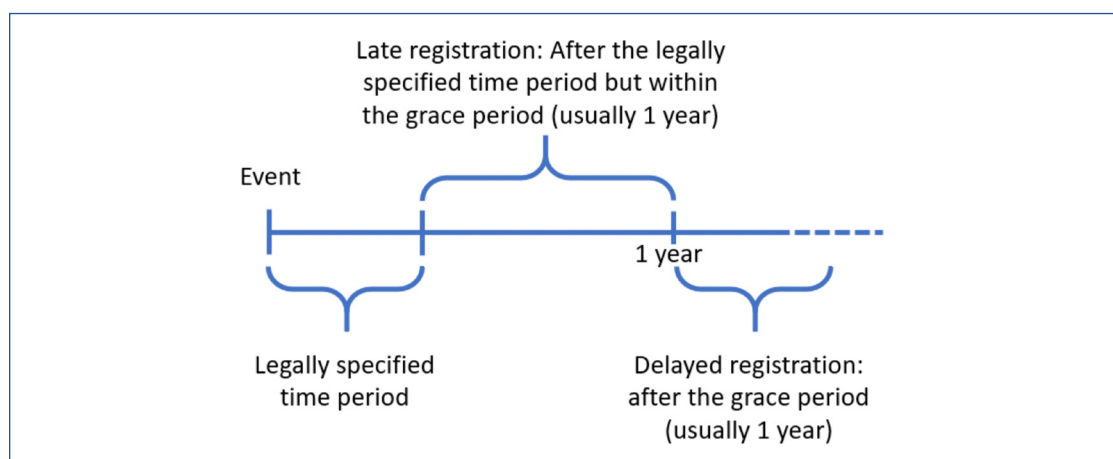 Late registration: After the legally
specified time period but within
the grace period (usually 1 year)
Event
1 year
Legally specified
time period
Delayed registration:
after the grace period
(usually 1 year)